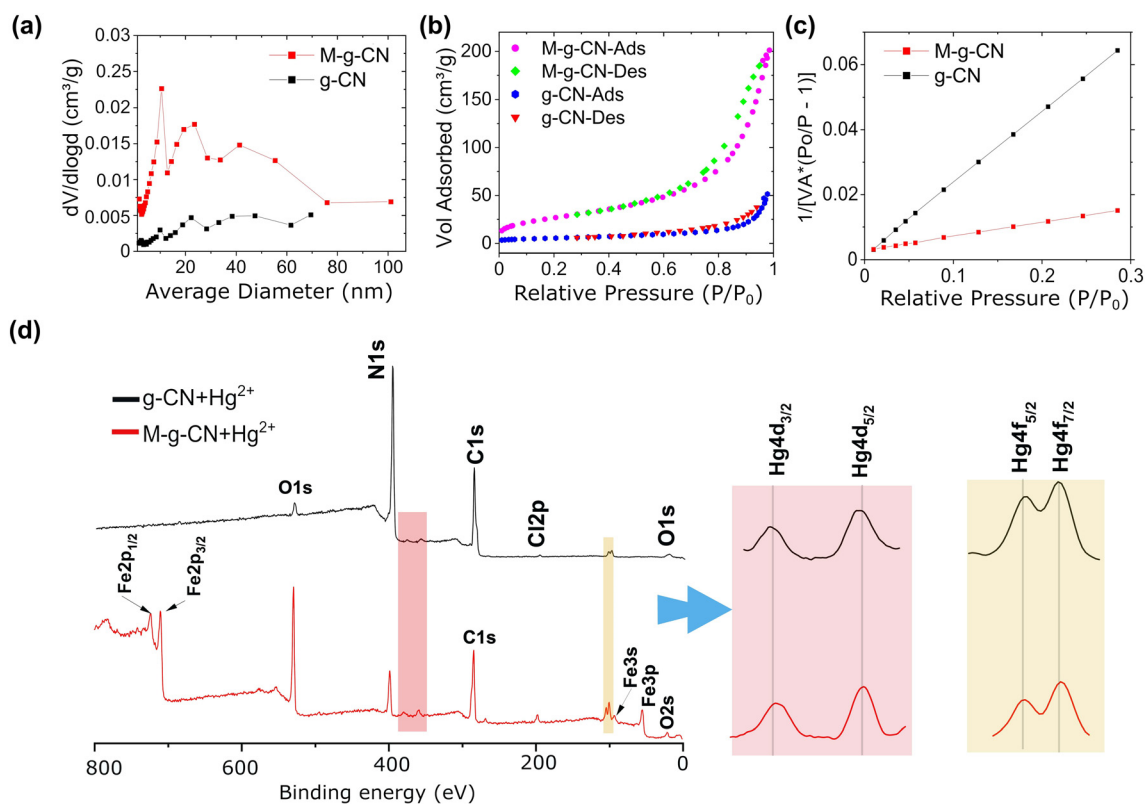 (a)
dV/dlogd (cm³/g)
0.03
0.025
0.02
0.015
0.01
0.005
0
M-g-CN
g-CN
20
40
60
80
100
Average Diameter (nm)
(b)
Vol Adsorbed (cm³/g)
200
150
100
50
0
M-g-CN-Ads
M-g-CN-Des
g-CN-Ads
g-CN-Des
0
0.2
0.4
0.6
0.8
1
Relative Pressure (P/P₀)
(c)
1/[VA*(Po/P - 1)]
0.06
0.04
0.02
0
M-g-CN
g-CN
0
0.1
0.2
0.3
Relative Pressure (P/P₀)
(d)
g-CN+Hg²⁺
M-g-CN+Hg²⁺
O1s
N1s
C1s
Cl2p
O1s
Fe2p₁/₂
Fe2p₃/₂
C1s
Fe3s
Fe3p
O2s
800
600
400
200
0
Binding energy (eV)
Hg4d₃/₂
Hg4d₅/₂
Hg4f₅/₂
Hg4f₇/₂